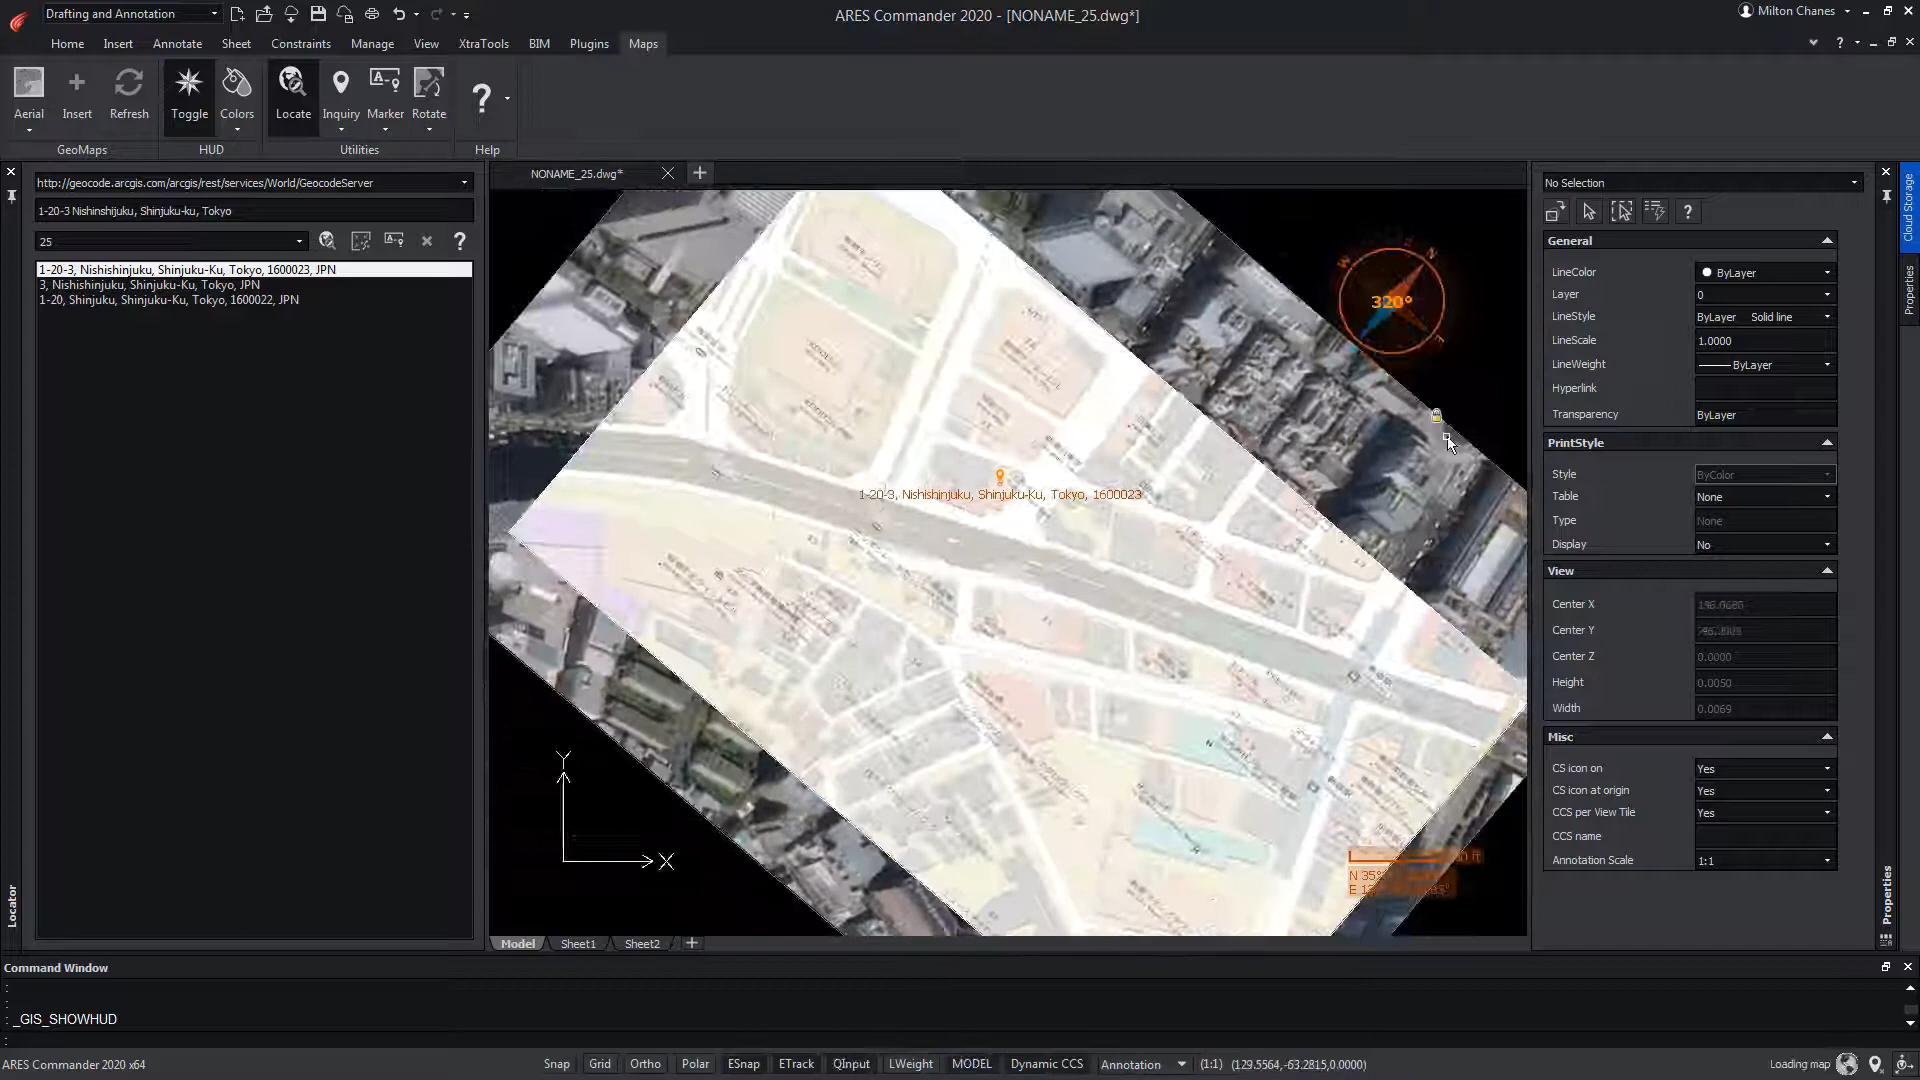 Drafting and Annotation
ARES Commander 2020 - [NONAME_25.dwg*]
Milton Chanes
Home Insert Annotate Sheet Constraints Manage View XtraTools BIM Plugins Maps
Aerial Insert Refresh Toggle Colors Locate Inquiry Marker Rotate
GeoMaps HUD Utilities Help
http://geocode.arcgis.com/arcgis/rest/services/World/GeocodeServer
1-20-3 Nishinshijuku, Shinjuku-ku, Tokyo
25
1-20-3, Nishishinjuku, Shinjuku-Ku, Tokyo, 1600023, JPN
3, Nishishinjuku, Shinjuku-Ku, Tokyo, JPN
1-20, Shinjuku, Shinjuku-Ku, Tokyo, 1600022, JPN
Locator
NONAME_25.dwg*
320°
1-20-3, Nishishinjuku, Shinjuku-Ku, Tokyo, 1600023
Y
X
ft
N 35°
Model Sheet1 Sheet2
No Selection
General
LineColor ByLayer
Layer 0
LineStyle ByLayer Solid line
LineScale 1.0000
LineWeight ByLayer
Hyperlink
Transparency ByLayer
PrintStyle
Style ByColor
Table None
Type None
Display No
View
Center X
Center Y
Center Z 0.0000
Height 0.0050
Width 0.0069
Misc
CS icon on Yes
CS icon at origin Yes
CCS per View Tile Yes
CCS name
Annotation Scale 1:1
Properties
Cloud Storage
Properties
Command Window
:
:
: _GIS_SHOWHUD
:
ARES Commander 2020 x64
Snap Grid Ortho Polar ESnap ETrack QInput LWeight MODEL Dynamic CCS Annotation (1:1) (129.5564,-63.2815,0.0000)
Loading map